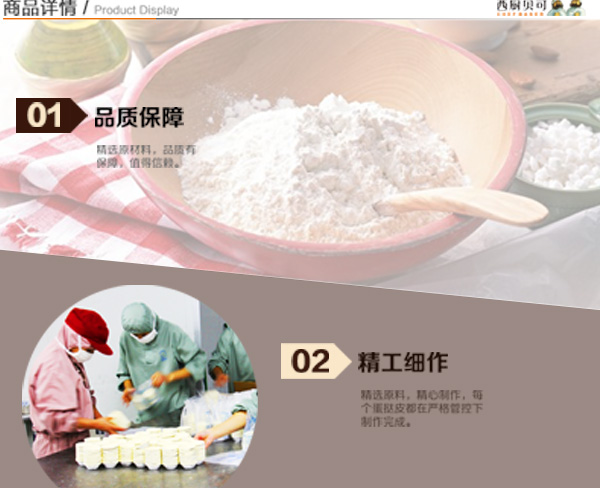 商品详情 / Product Display
西厨贝可
01
品质保障
精选原材料，品质有
保障，值得信赖。
02
精工细作
精选原料，精心制作，每
个蛋挞皮都在严格管控下
制作完成。